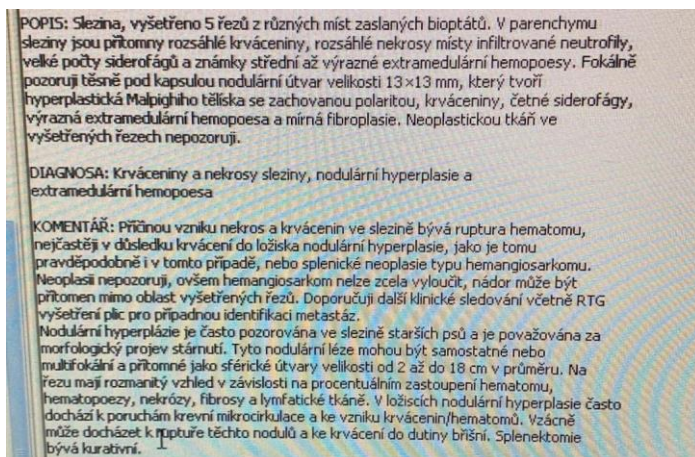 POPIS: Slezina, vyšetřeno 5 řezů z různých míst zaslaných bioptátů. V parenchymu
sleziny jsou přítomny rozsáhlé krváceniny, rozsáhlé nekrosy místy infiltrované neutrofily,
velké počty siderofágů a známky střední až výrazné extramedulární hemopoesy. Fokálně
pozoruji těsně pod kapsulou nodulární útvar velikosti 13×13 mm, který tvoří
hyperplastická Malpighiho tělíska se zachovanou polaritou, krváceniny, četné siderofágy,
výrazná extramedulární hemopoesa a mírná fibroplasie. Neoplastickou tkáň ve
vyšetřených řezech nepozoruji.
DIAGNOSA: Krváceniny a nekrosy sleziny, nodulární hyperplasie a
extramedulární hemopoesa
KOMENTÁŘ: Příčinou vzniku nekros a krvácenin ve slezině bývá ruptura hematomu,
nejčastěji v důsledku krvácení do ložiska nodulární hyperplasie, jako je tomu
pravděpodobně i v tomto případě, nebo splenické neoplasie typu hemangiosarkomu.
Neoplasii nepozoruji, ovšem hemangiosarkom nelze zcela vyloučit, nádor může být
přítomen mimo oblast vyšetřených řezů. Doporučuji další klinické sledování včetně RTG
vyšetření plic pro případnou identifikaci metastáz.
Nodulární hyperplázie je často pozorována ve slezině starších psů a je považována za
morfologický projev stárnutí. Tyto nodulární léze mohou být samostatné nebo
multifokální a přítomné jako sférické útvary velikosti od 2 až do 18 cm v průměru. Na
řezu mají rozmanitý vzhled v závislosti na procentuálním zastoupení hematomu,
hematopoezy, nekrózy, fibrosy a lymfatické tkáně. V ložiscích nodulární hyperplasie často
dochází k poruchám krevní mikrocirkulace a ke vzniku krvácenin/hematomů. Vzácně
může docházet k ruptuře těchto nodulů a ke krvácení do dutiny břišní. Splenektomie
bývá kurativní.